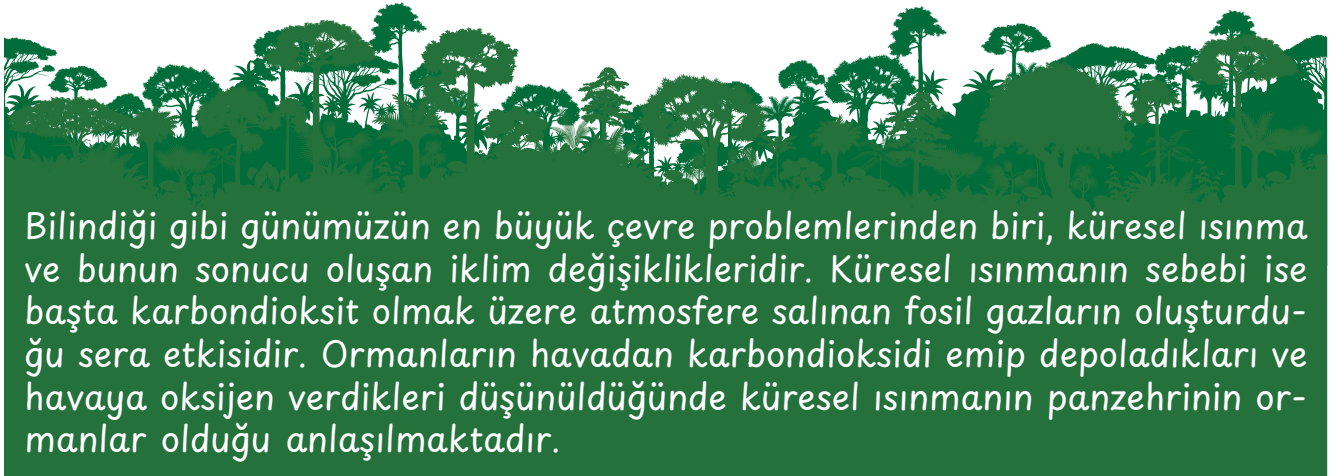 Bilindiği gibi günümüzün en büyük çevre problemlerinden biri, küresel ısınma
ve bunun sonucu oluşan iklim değişiklikleridir. Küresel ısınmanın sebebi ise
başta karbondioksit olmak üzere atmosfere salınan fosil gazların oluşturdu-
ğu sera etkisidir. Ormanların havadan karbondioksidi emip depoladıkları ve
havaya oksijen verdikleri düşünüldüğünde küresel ısınmanın panzehrinin or-
manlar olduğu anlaşılmaktadır.